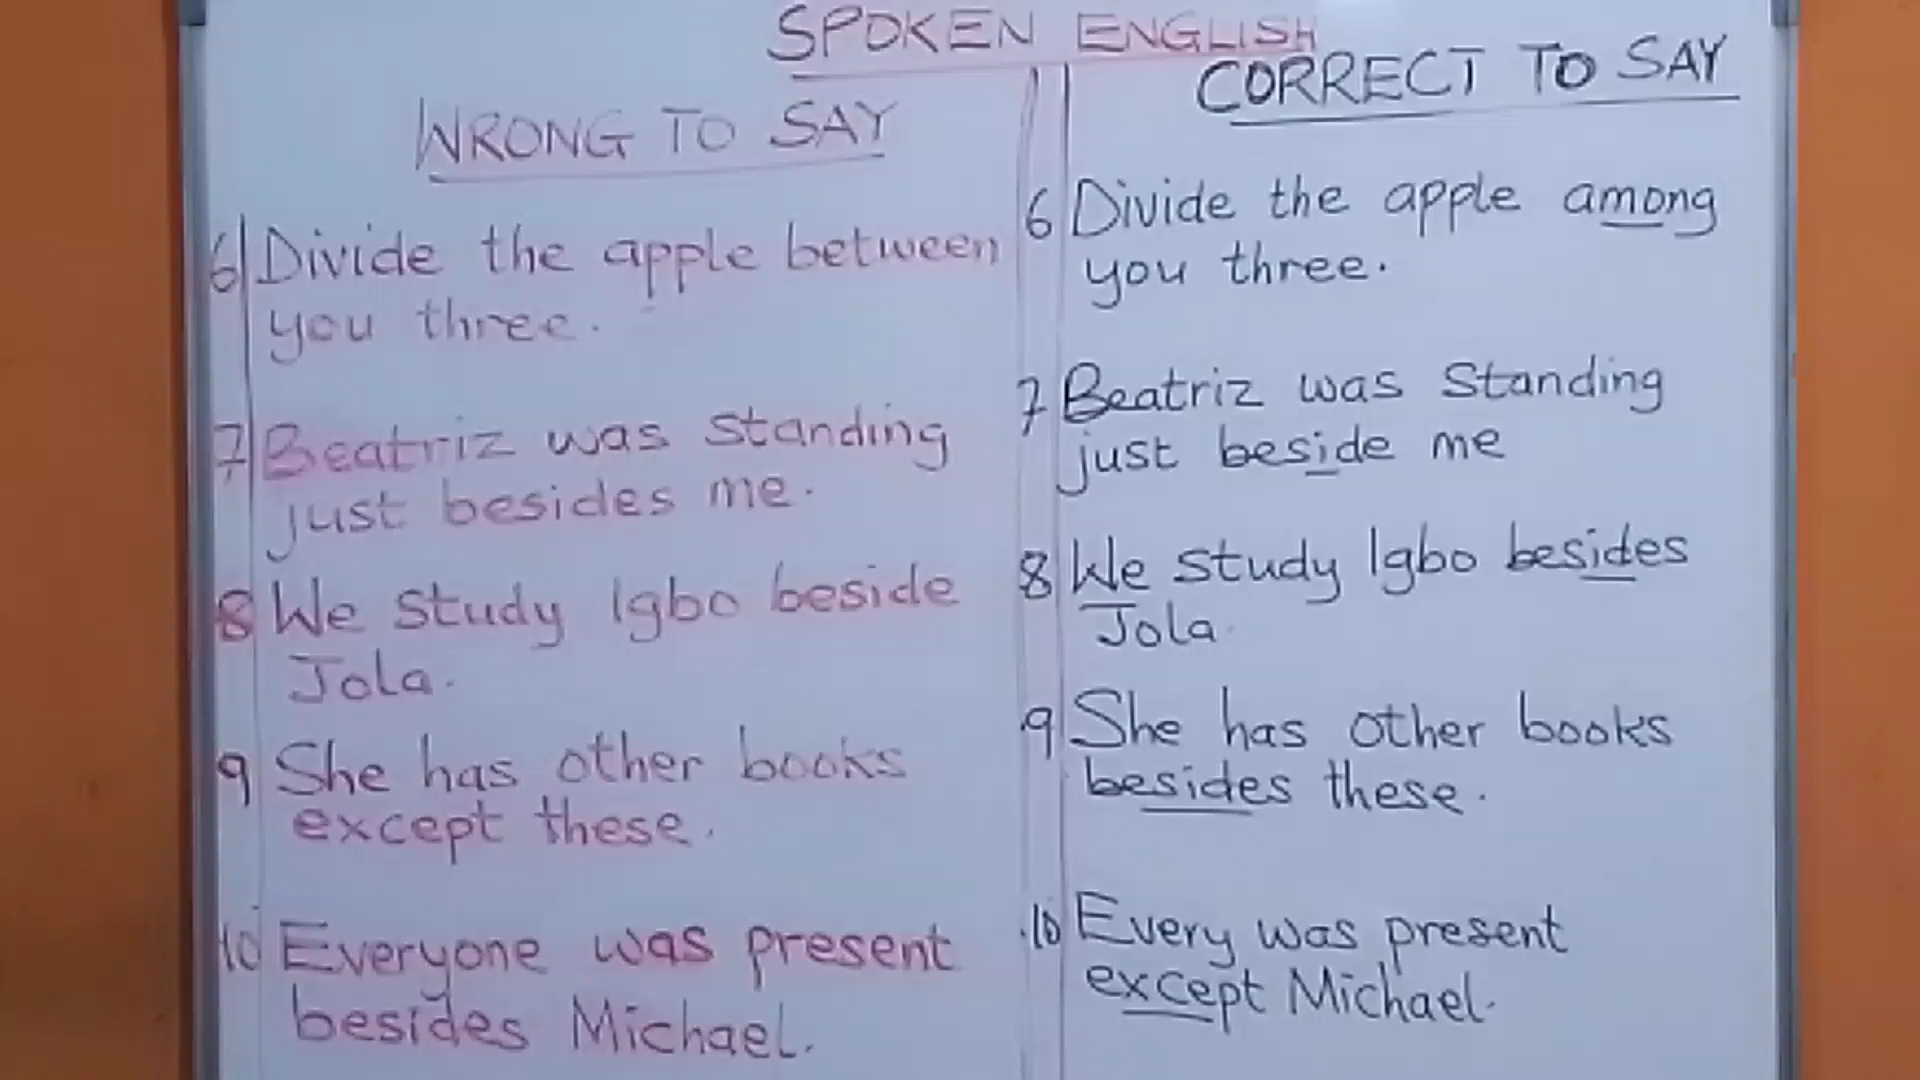 SPOKEN ENGLISH
WRONG TO SAY
6 Divide the apple between
you three.
7 Beatriz was standing
just besides me.
8 We study Igbo beside
Jola.
9 She has other books
except these.
10 Everyone was present
besides Michael.
CORRECT TO SAY
6 Divide the apple among
you three.
7 Beatriz was standing
just beside me
8 We study Igbo besides
Jola.
9 She has other books
besides these.
10 Every was present
except Michael.